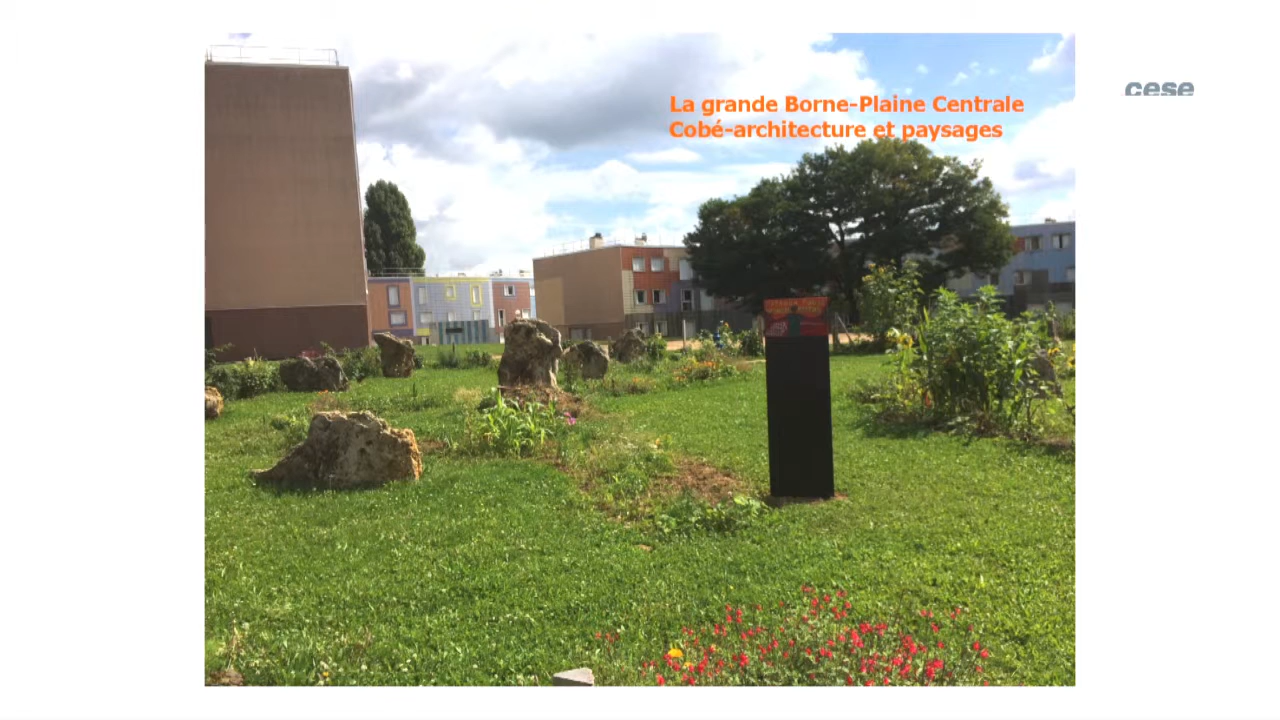 La grande Borne-Plaine Centrale
Cobé-architecture et paysages
cese